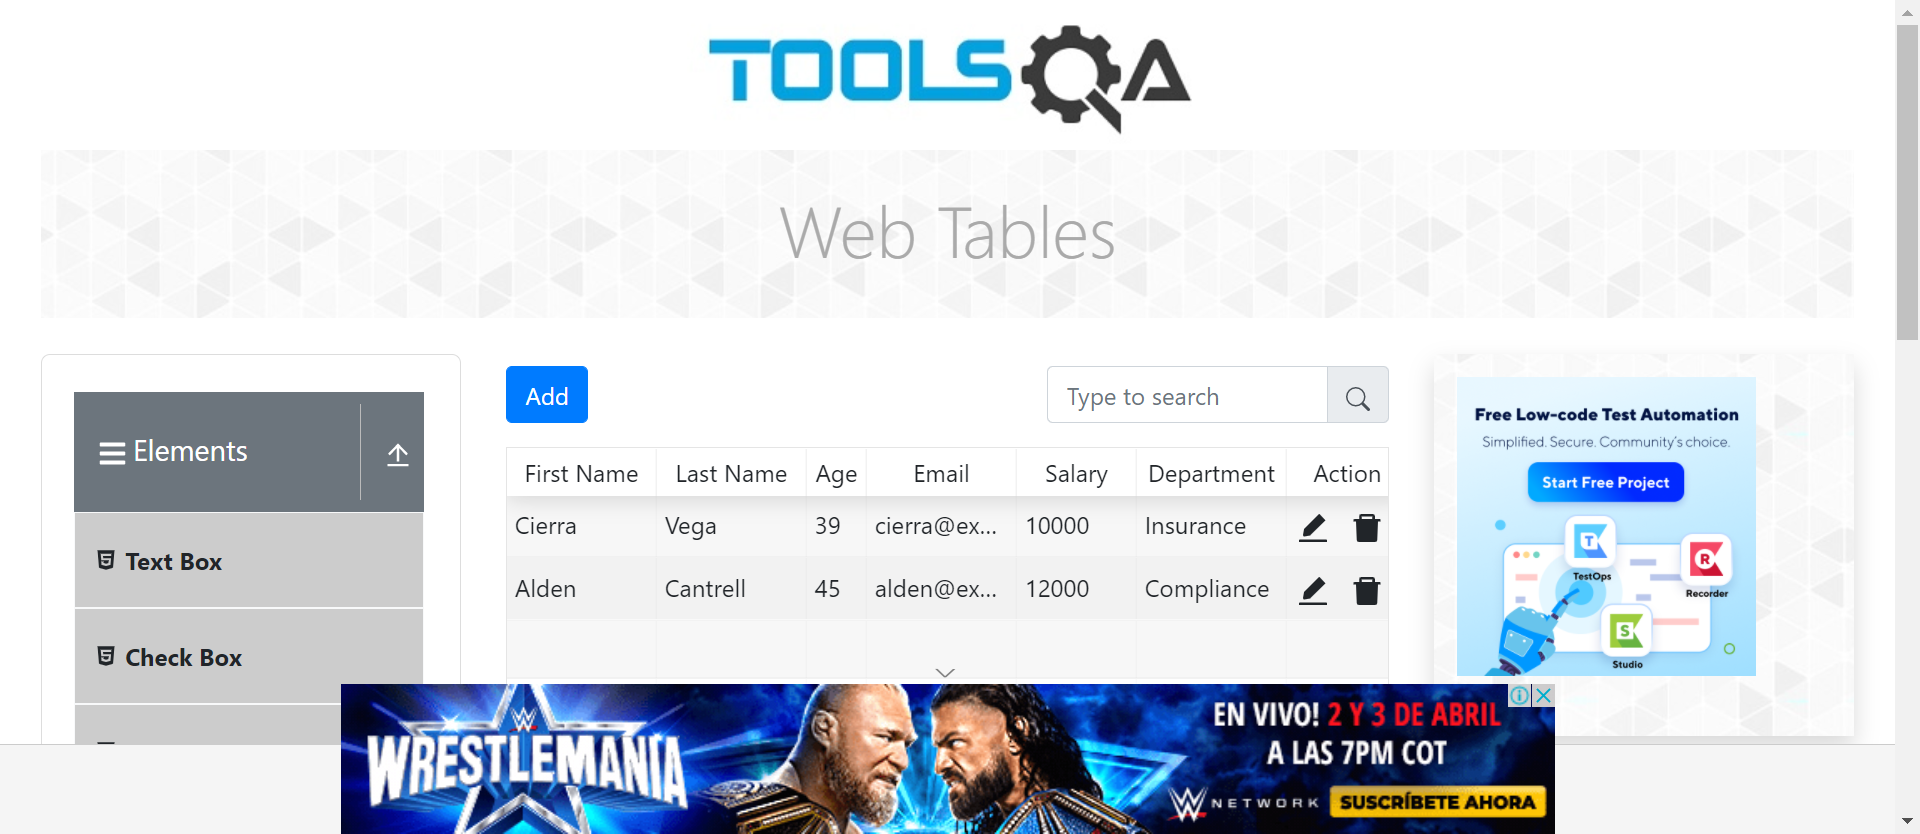 TOOLSQA
Web Tables
Elements
Text Box
Check Box
Add
Type to search
First Name Last Name Age Email Salary Department Action
Cierra Vega 39 cierra@ex... 10000 Insurance
Alden Cantrell 45 alden@ex... 12000 Compliance
Free Low-code Test Automation
Simplified. Secure. Community's choice.
Start Free Project
T
TestOps
R
Recorder
S
Studio
WRESTLEMANIA
EN VIVO! 2 Y 3 DE ABRIL
A LAS 7PM COT
W NETWORK
SUSCRÍBETE AHORA